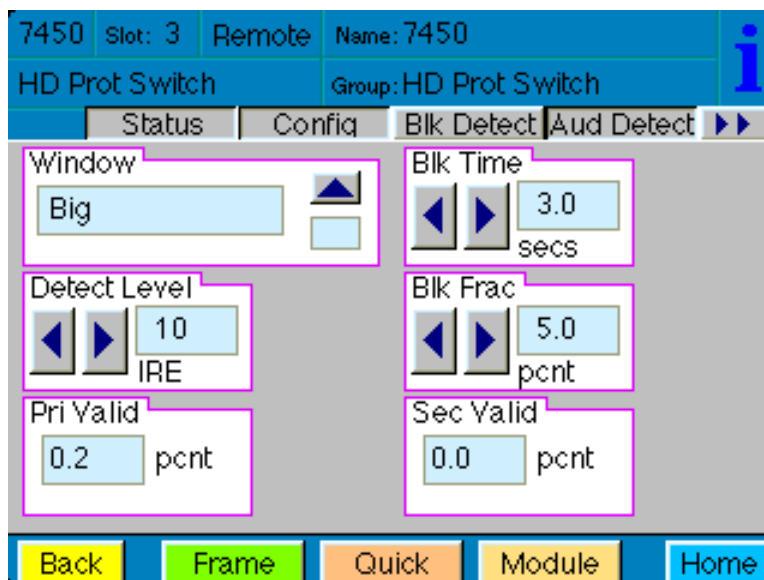 7450 Slot: 3 Remote Name: 7450
HD Prot Switch Group: HD Prot Switch
Status Config Blk Detect Aud Detect
Window
Big
Blk Time
3.0
secs
Detect Level
10
IRE
Blk Frac
5.0
pcnt
Pri Valid
0.2 pcnt
Sec Valid
0.0 pcnt
Back Frame Quick Module Home